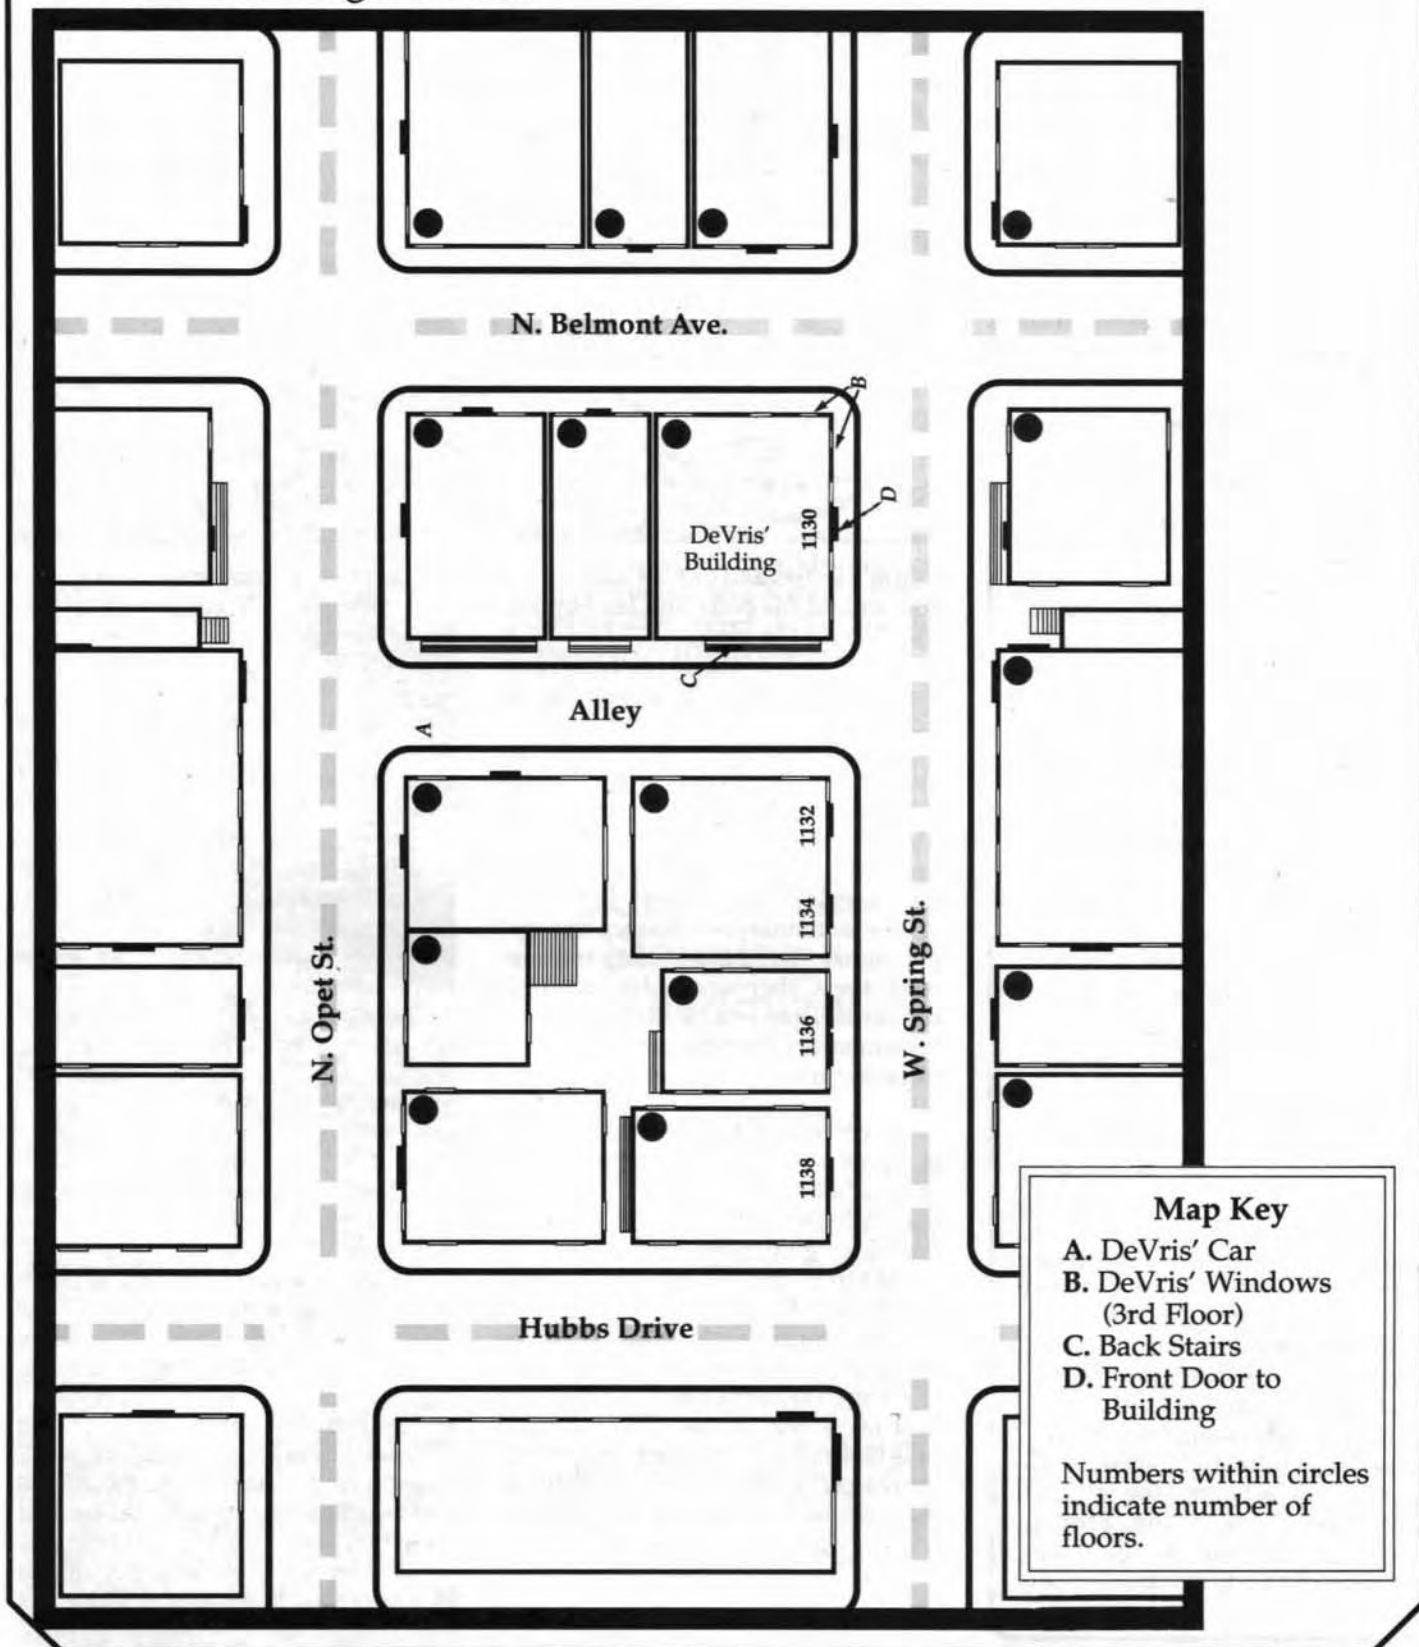 N. Belmont Ave.
B
D
1130
DeVris'
Building
C
Alley
A
1132
1134
N. Opet St.
W. Spring St.
1136
1138
Hubbs Drive
Map Key
A. DeVris' Car
B. DeVris' Windows
(3rd Floor)
C. Back Stairs
D. Front Door to
Building
Numbers within circles
indicate number of
floors.